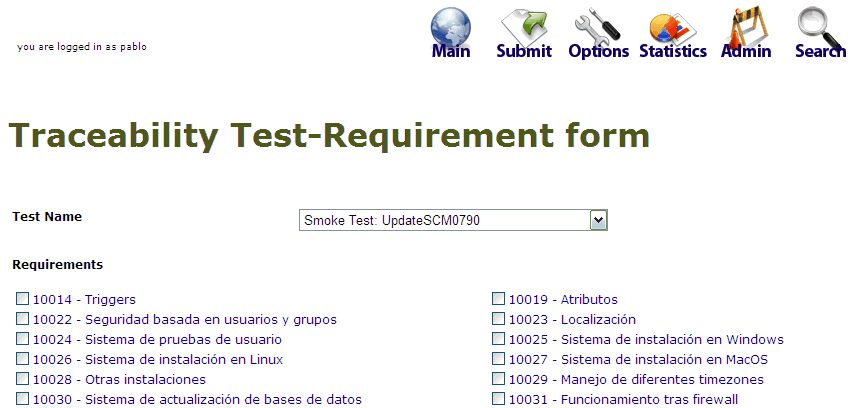 you are logged in as pablo
Main Submit Options Statistics Admin Search
Traceability Test-Requirement form
Test Name Smoke Test: UpdateSCM0790
Requirements
10014 - Triggers 10019 - Atributos
10022 - Seguridad basada en usuarios y grupos 10023 - Localización
10024 - Sistema de pruebas de usuario 10025 - Sistema de instalación en Windows
10026 - Sistema de instalación en Linux 10027 - Sistema de instalación en MacOS
10028 - Otras instalaciones 10029 - Manejo de diferentes timezones
10030 - Sistema de actualización de bases de datos 10031 - Funcionamiento tras firewall